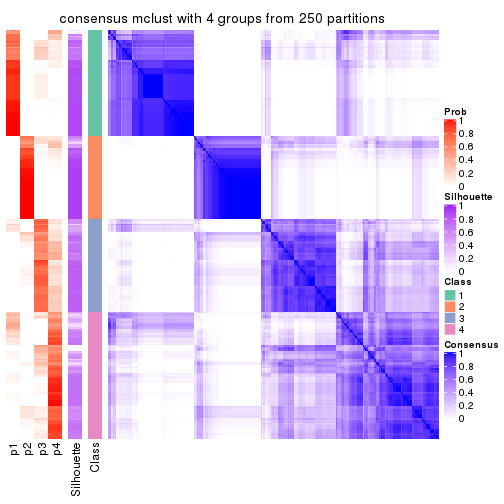 consensus mclust with 4 groups from 250 partitions
Prob
1
0.8
0.6
0.4
0.2
0
Silhouette
1
0.8
0.6
0.4
0.2
0
Class
1
2
3
4
Consensus
1
0.8
0.6
0.4
0.2
0
p1
p2
p3
p4
Silhouette
Class